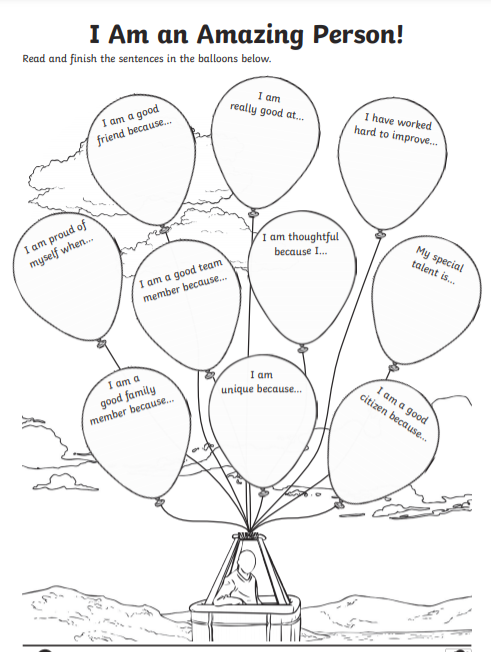 I Am an Amazing Person!
Read and finish the sentences in the balloons below.
I am a good
friend because...
I am
really good at...
I have worked
hard to improve...
I am proud of
myself when...
I am a good team
member because...
I am thoughtful
because I...
My special
talent is...
I am a
good family
member because...
I am
unique because...
I am a good
citizen because...